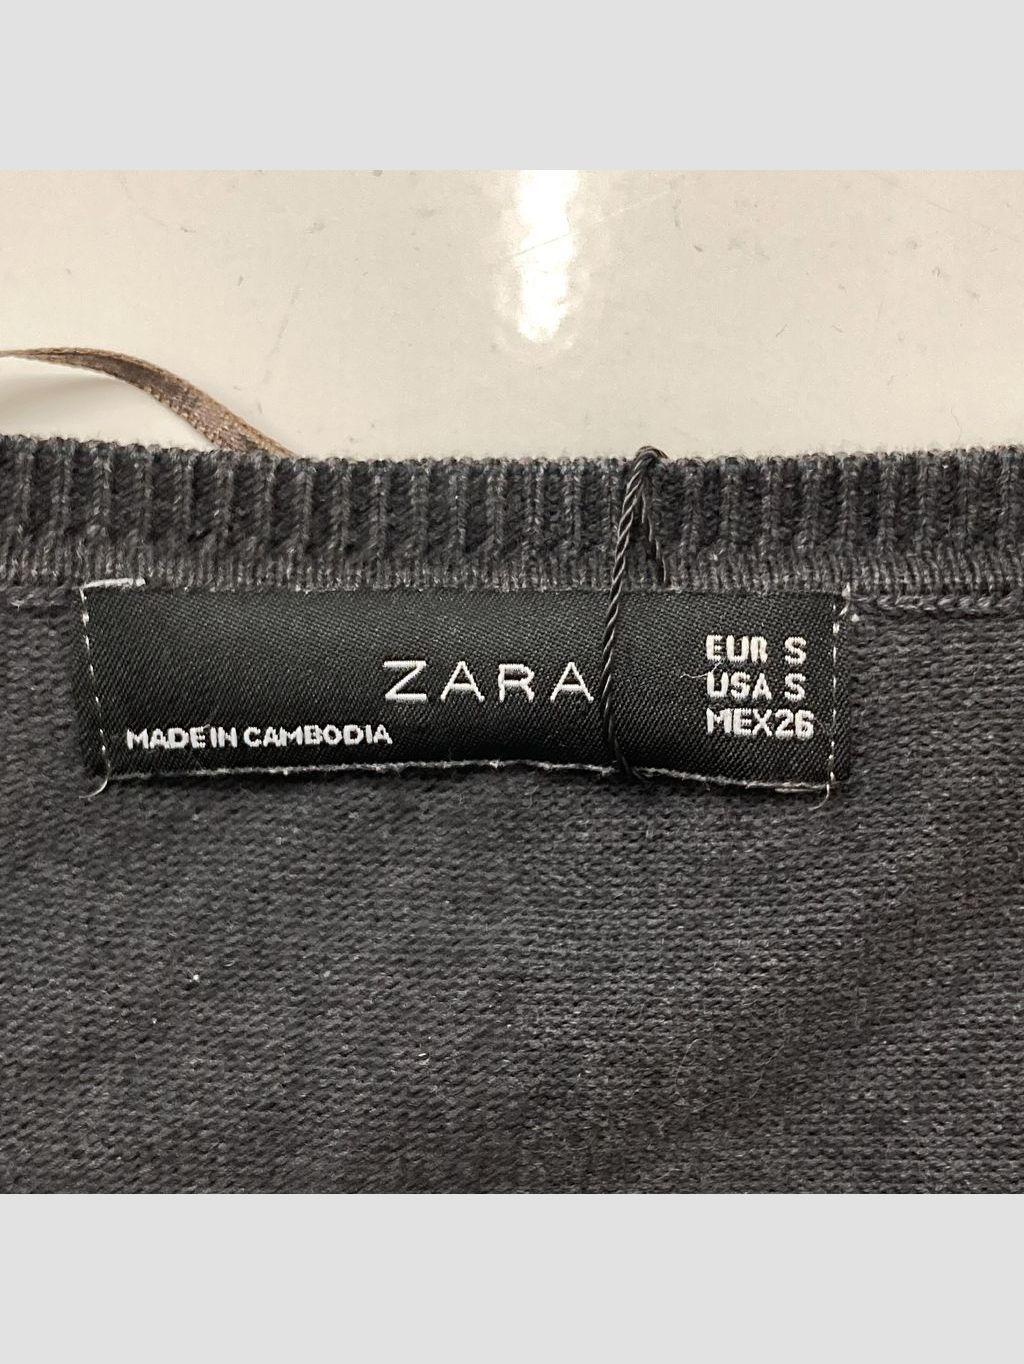 ZARA
MADE IN CAMBODIA
EUR S
USA S
MEX 26